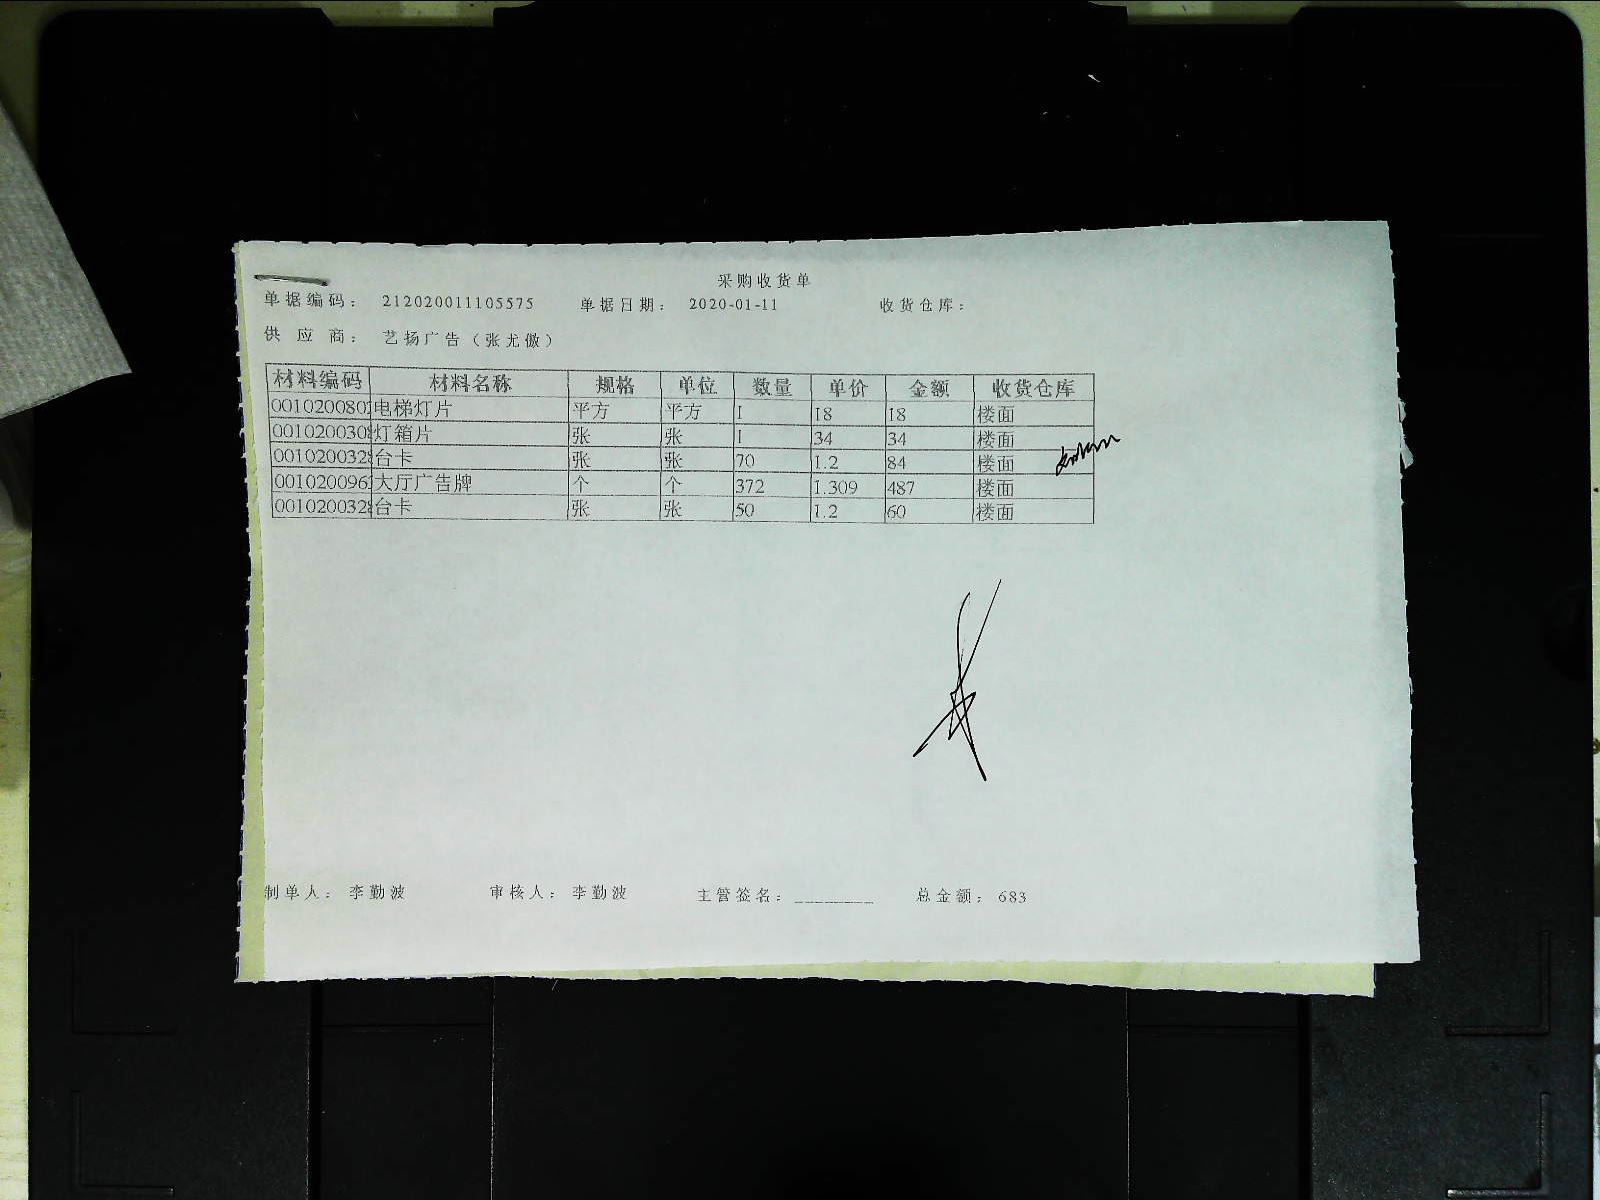 采购收货单
单据编码： 212020011105575 单据日期： 2020-01-11 收货仓库：
供 应 商： 艺扬广告（张尤傲）
材料编码 材料名称 规格 单位 数量 单价 金额 收货仓库
0010200802 电梯灯片 平方 平方 1 18 18 楼面
0010200308 灯箱片 张 张 1 34 34 楼面
0010200328 台卡 张 张 70 1.2 84 楼面
001020096 大厅广告牌 个 个 372 1.309 487 楼面
0010200328 台卡 张 张 50 1.2 60 楼面
制单人： 李勤波 审核人： 李勤波 主管签名：________ 总金额： 683